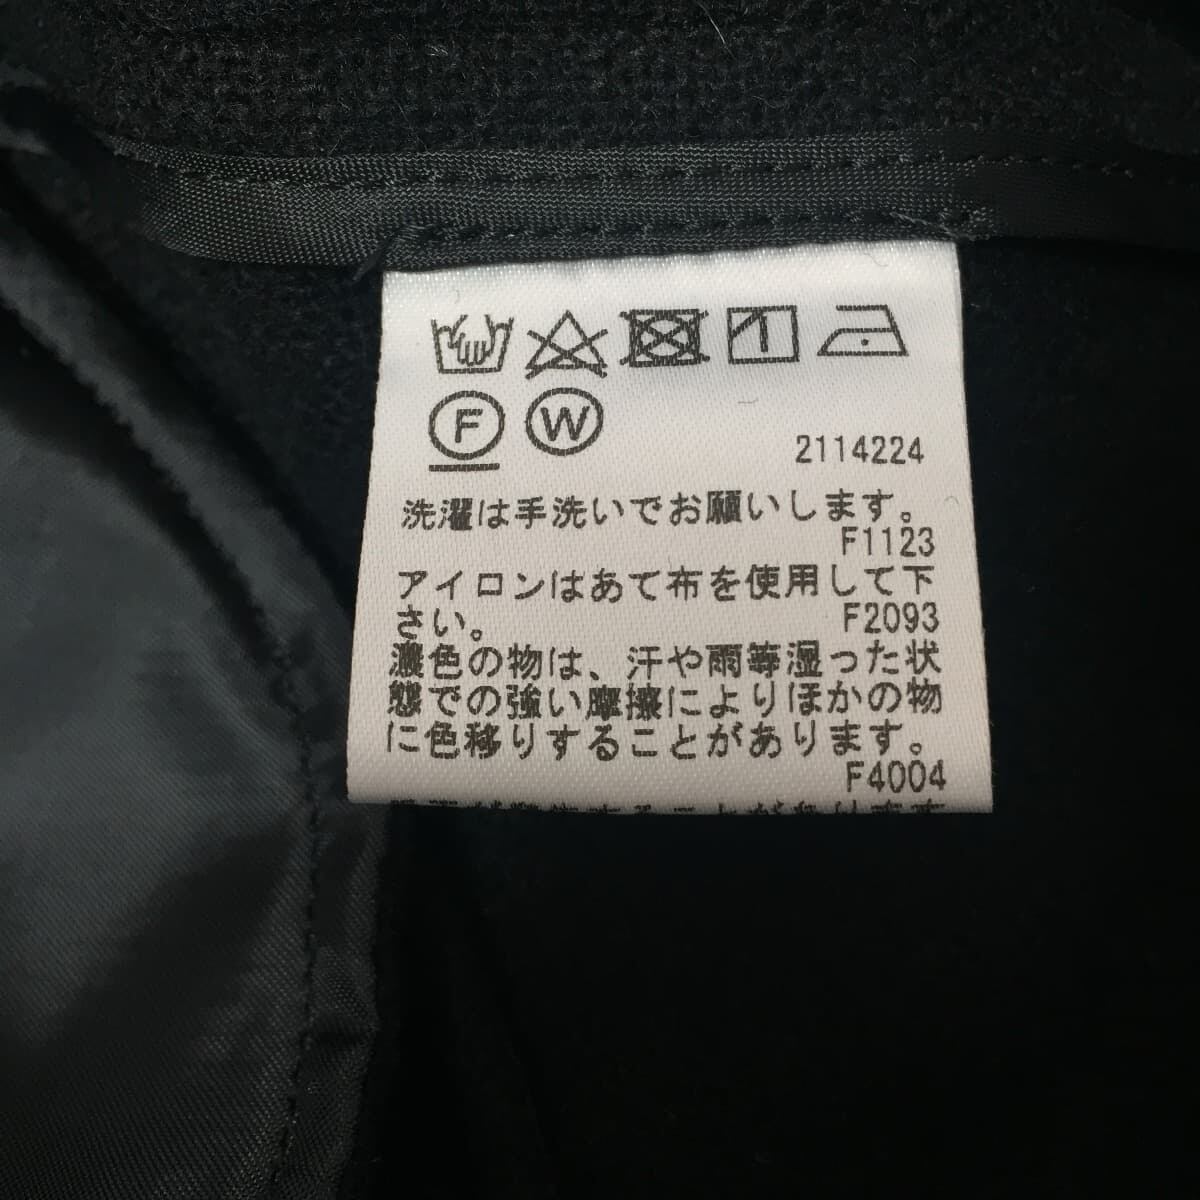 F W
2114224
洗濯は手洗いでお願いします。
F1123
アイロンはあて布を使用して下
さい。
F2093
濃色の物は、汗や雨等湿った状
態での強い摩擦によりほかの物
に色移りすることがあります。
F4004